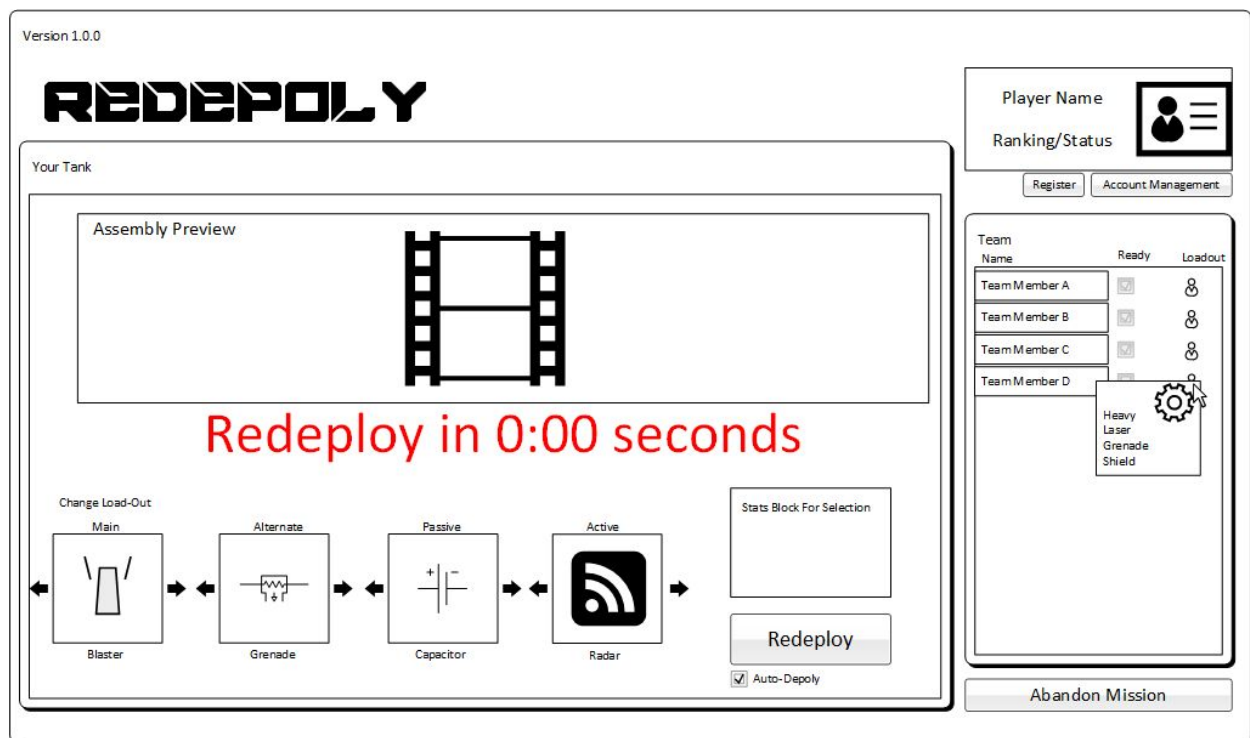 Version 1.0.0
REDEPOLY
Player Name
Ranking/Status
Register Account Management
Your Tank
Assembly Preview
Redeploy in 0:00 seconds
Change Load-Out
Main Alternate Passive Active
Blaster Grenade Capacitor Radar
Stats Block For Selection
Redeploy
Auto-Depoly
Team
Name Ready Loadout
Team Member A
Team Member B
Team Member C
Team Member D
Heavy
Laser
Grenade
Shield
Abandon Mission